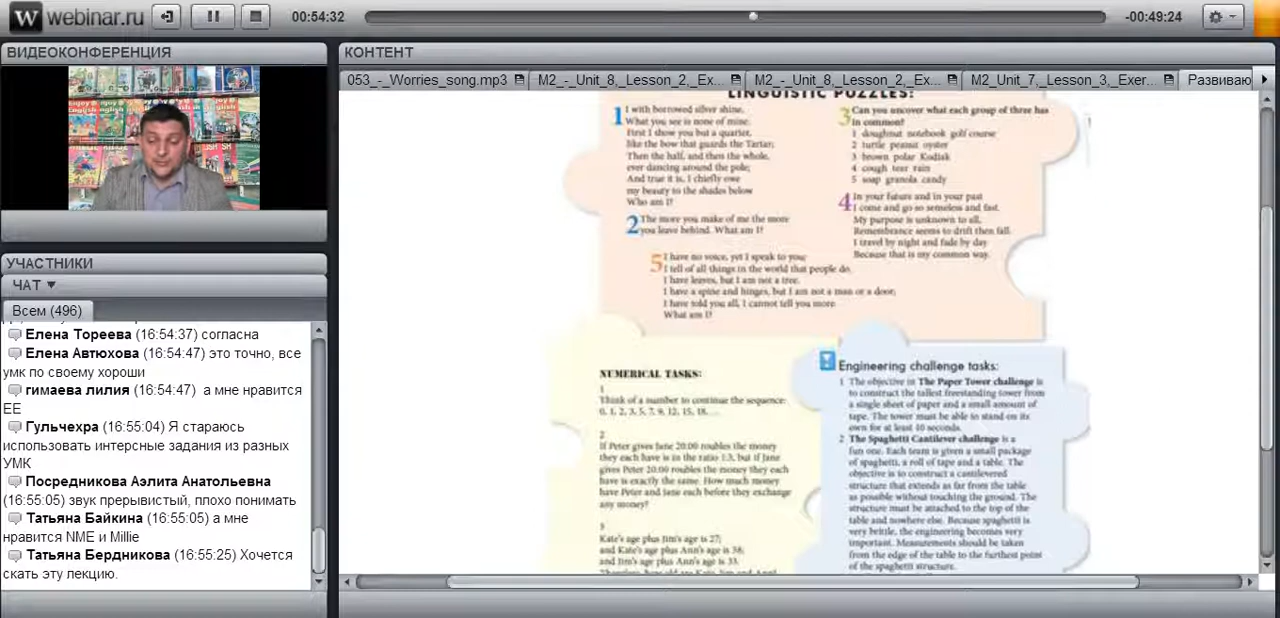 webinar.ru
00:54:32
-00:49:24
ВИДЕОКОНФЕРЕНЦИЯ
КОНТЕНТ
053_-_Worries_song.mp3
M2_-_Unit_8,_Lesson_2,_Ex...
M2_-_Unit_8,_Lesson_2,_Ex...
M2_Unit_7,_Lesson_3,_Exer...
Развиваю
УЧАСТНИКИ
ЧАТ
Всем (496)
Елена Тореева (16:54:37) согласна
Елена Автюхова (16:54:47) это точно, все
умк по своему хороши
гимаева лилия (16:54:47) а мне нравится
ЕЕ
Гульчехра (16:55:04) Я стараюсь
использовать интерсные задания из разных
УМК
Посредникова Аэлита Анатольевна
(16:55:05) звук прерывистый, плохо понимать
Татьяна Байкина (16:55:05) а мне
нравится NME и Millie
Татьяна Бердникова (16:55:25) Хочется
скать эту лекцию.
LINGUISTIC PUZZLES:
1 I with borrowed silver shine,
What you see is none of mine.
First I show you but a quarter,
like the bow that guards the Tartar;
Then the half, and then the whole,
ever dancing around the pole;
And true it is, I chiefly owe
my beauty to the shades below
Who am I?
2 The more you make of me the more
you leave behind. What am I?
3 Can you uncover what each group of three has
in common?
1 doughnut notebook golf course
2 turtle peanut oyster
3 brown polar Kodiak
4 cough tear rain
5 soap granola candy
4 In your future and in your past
I come and go so senseless and fast.
My purpose is unknown to all,
Remembrance seems to drift then fall.
I travel by night and fade by day
Because that is my common way.
5 I have no voice, yet I speak to you;
I tell of all things in the world that people do.
I have leaves, but I am not a tree.
I have a spine and hinges, but I am not a man or a door;
I have told you all, I cannot tell you more
What am I?
NUMERICAL TASKS:
1
Think of a number to continue the sequence:
0, 1, 2, 3, 5, 7, 9, 12, 15, 18...
2
If Peter gives Jane 20.00 roubles the money
they each have is in the ratio 1:3, but if Jane
gives Peter 20.00 roubles the money they each
have is exactly the same. How much money
have Peter and Jane each before they exchange
any money?
3
Kate's age plus Jim's age is 27;
and Kate's age plus Ann's age is 38;
and Jim's age plus Ann's age is 33.
Engineering challenge tasks:
1 The objective in The Paper Tower challenge is
to construct the tallest freestanding tower from
a single sheet of paper and a small amount of
tape. The tower must be able to stand on its
own for at least 10 seconds.
2 The Spaghetti Cantilever challenge is a
fun one. Each team is given a small package
of spaghetti, a roll of tape and a table. The
objective is to construct a cantilevered
structure that extends as far from the table
as possible without touching the ground. The
structure must be attached to the top of the
table and nowhere else. Because spaghetti is
very brittle, the engineering becomes very
important. Measurements should be taken
from the edge of the table to the furthest point
of the spaghetti structure.